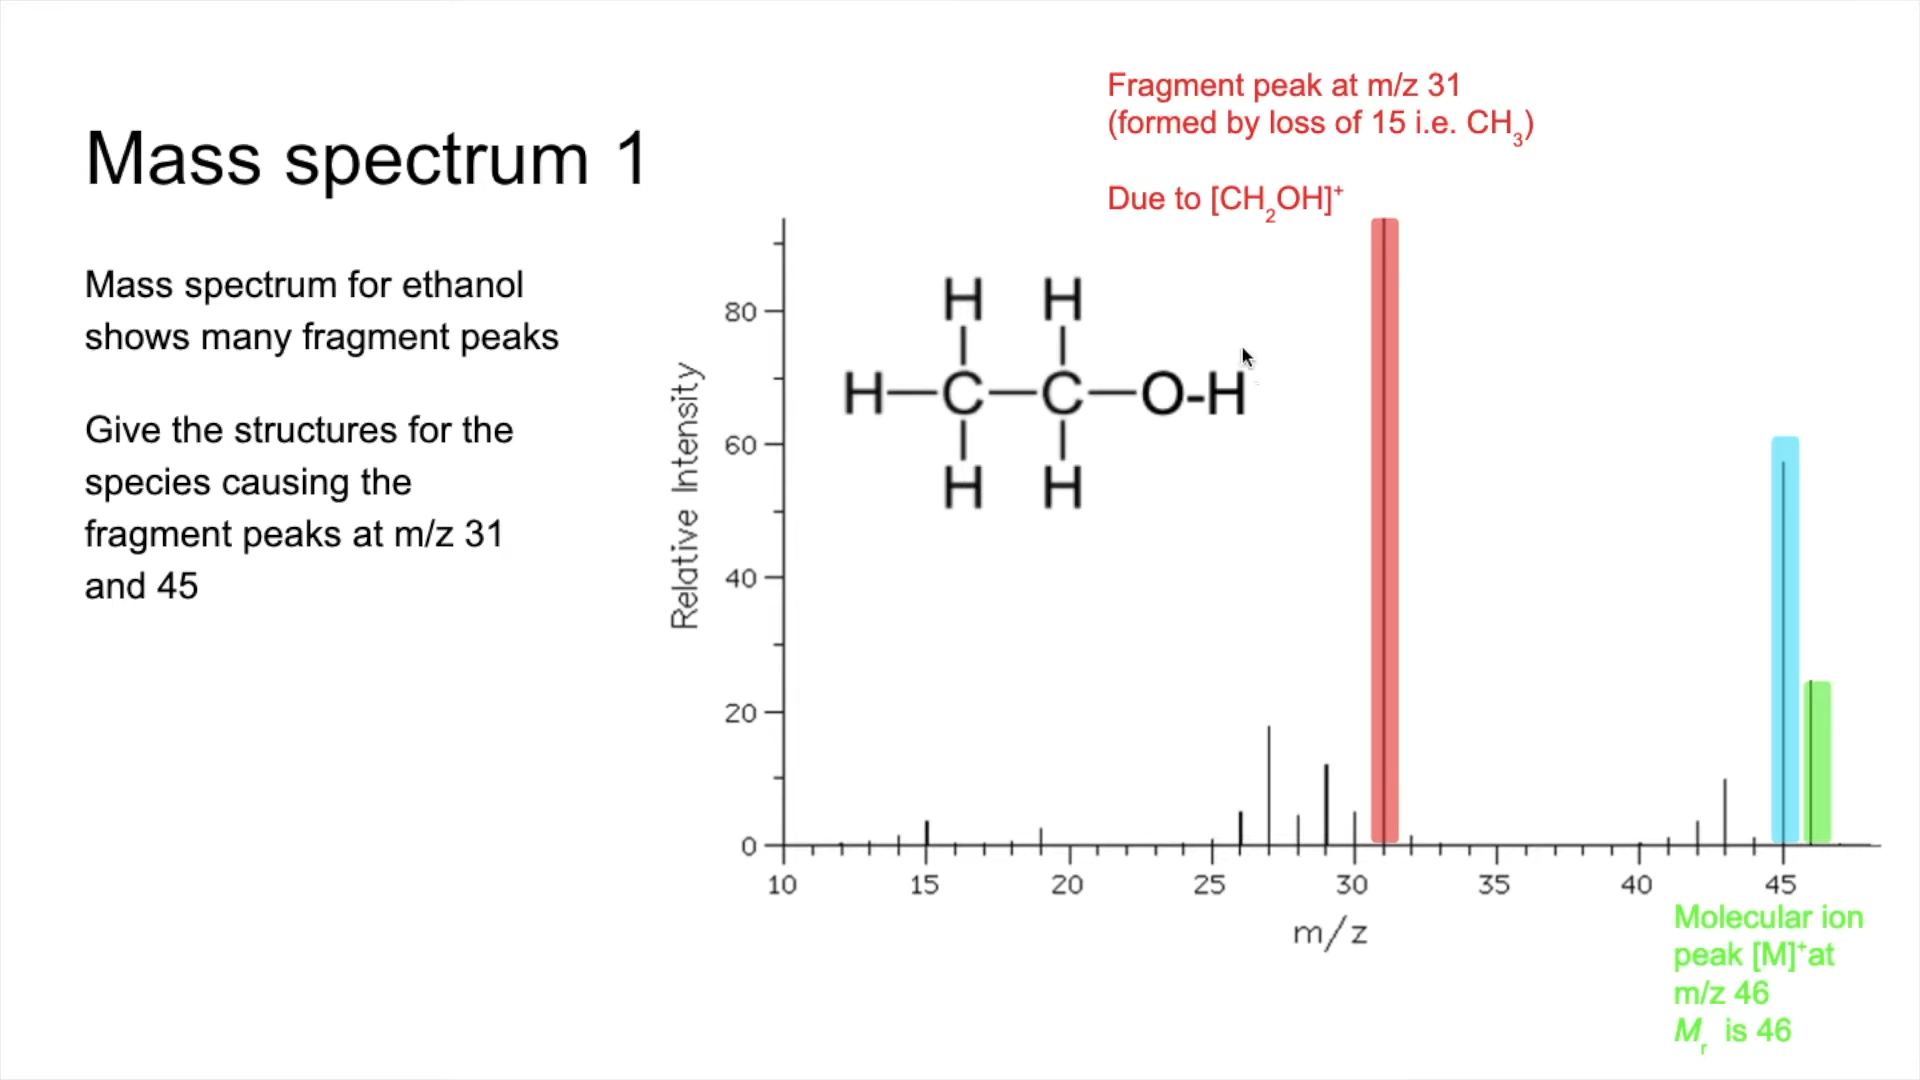 Mass spectrum 1
Mass spectrum for ethanol
shows many fragment peaks
Give the structures for the
species causing the
fragment peaks at m/z 31
and 45
Fragment peak at m/z 31
(formed by loss of 15 i.e. CH₃)
Due to [CH₂OH]⁺
H H
H—C—C—O-H
H H
Relative Intensity
80
60
40
20
0
10 15 20 25 30 35 40 45
m/z
Molecular ion
peak [M]⁺at
m/z 46
Mᵣ is 46